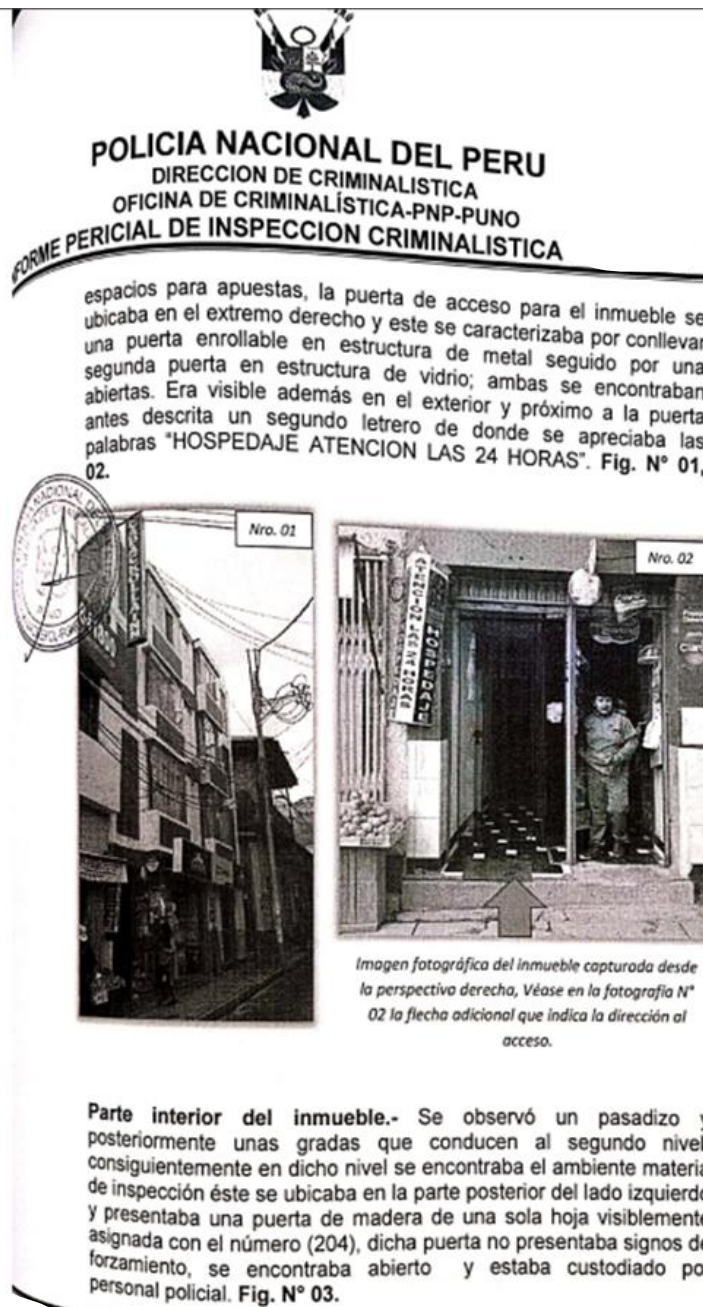 POLICIA NACIONAL DEL PERU
DIRECCION DE CRIMINALISTICA
OFICINA DE CRIMINALÍSTICA-PNP-PUNO
INFORME PERICIAL DE INSPECCION CRIMINALISTICA
espacios para apuestas, la puerta de acceso para el inmueble se
ubicaba en el extremo derecho y este se caracterizaba por conllevar
una puerta enrollable en estructura de metal seguido por una
segunda puerta en estructura de vidrio; ambas se encontraban
abiertas. Era visible además en el exterior y próximo a la puerta
antes descrita un segundo letrero de donde se apreciaba las
palabras "HOSPEDAJE ATENCION LAS 24 HORAS". Fig. N° 01,
02.
Nro. 01
Nro. 02
HOSPEDAJE
ATENCION LAS 24 HORAS
Imagen fotográfica del inmueble capturada desde
la perspectiva derecha, Véase en la fotografía N°
02 la flecha adicional que indica la dirección al
acceso.
Parte interior del inmueble.- Se observó un pasadizo y
posteriormente unas gradas que conducen al segundo nivel
consiguientemente en dicho nivel se encontraba el ambiente materia
de inspección éste se ubicaba en la parte posterior del lado izquierdo
y presentaba una puerta de madera de una sola hoja visiblemente
asignada con el número (204), dicha puerta no presentaba signos de
forzamiento, se encontraba abierto y estaba custodiado por
personal policial. Fig. N° 03.